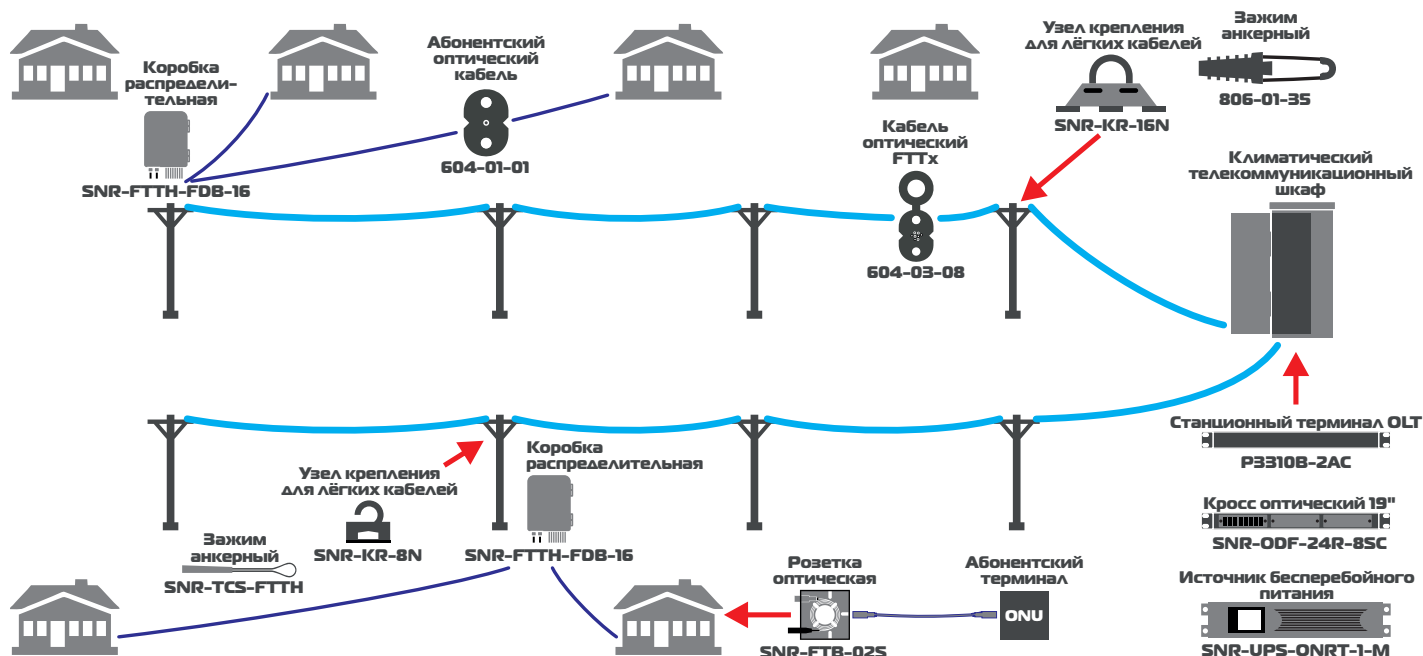 Коробка
распредели-
тельная
SNR-FTTH-FDB-16
Абонентский
оптический
кабель
604-01-01
Кабель
оптический
FTTx
604-03-08
Узел крепления
для лёгких кабелей
SNR-KR-16N
Зажим
анкерный
806-01-35
Климатический
телекоммуникационный
шкаф
Станционный терминал OLT
P3310B-2AC
Кросс оптический 19"
SNR-ODF-24R-8SC
Источник бесперебойного
питания
SNR-UPS-ONRT-1-M
Зажим
анкерный
SNR-TCS-FTTH
Узел крепления
для лёгких кабелей
SNR-KR-8N
Коробка
распределительная
SNR-FTTH-FDB-16
Розетка
оптическая
SNR-FTB-02S
Абонентский
терминал
ONU